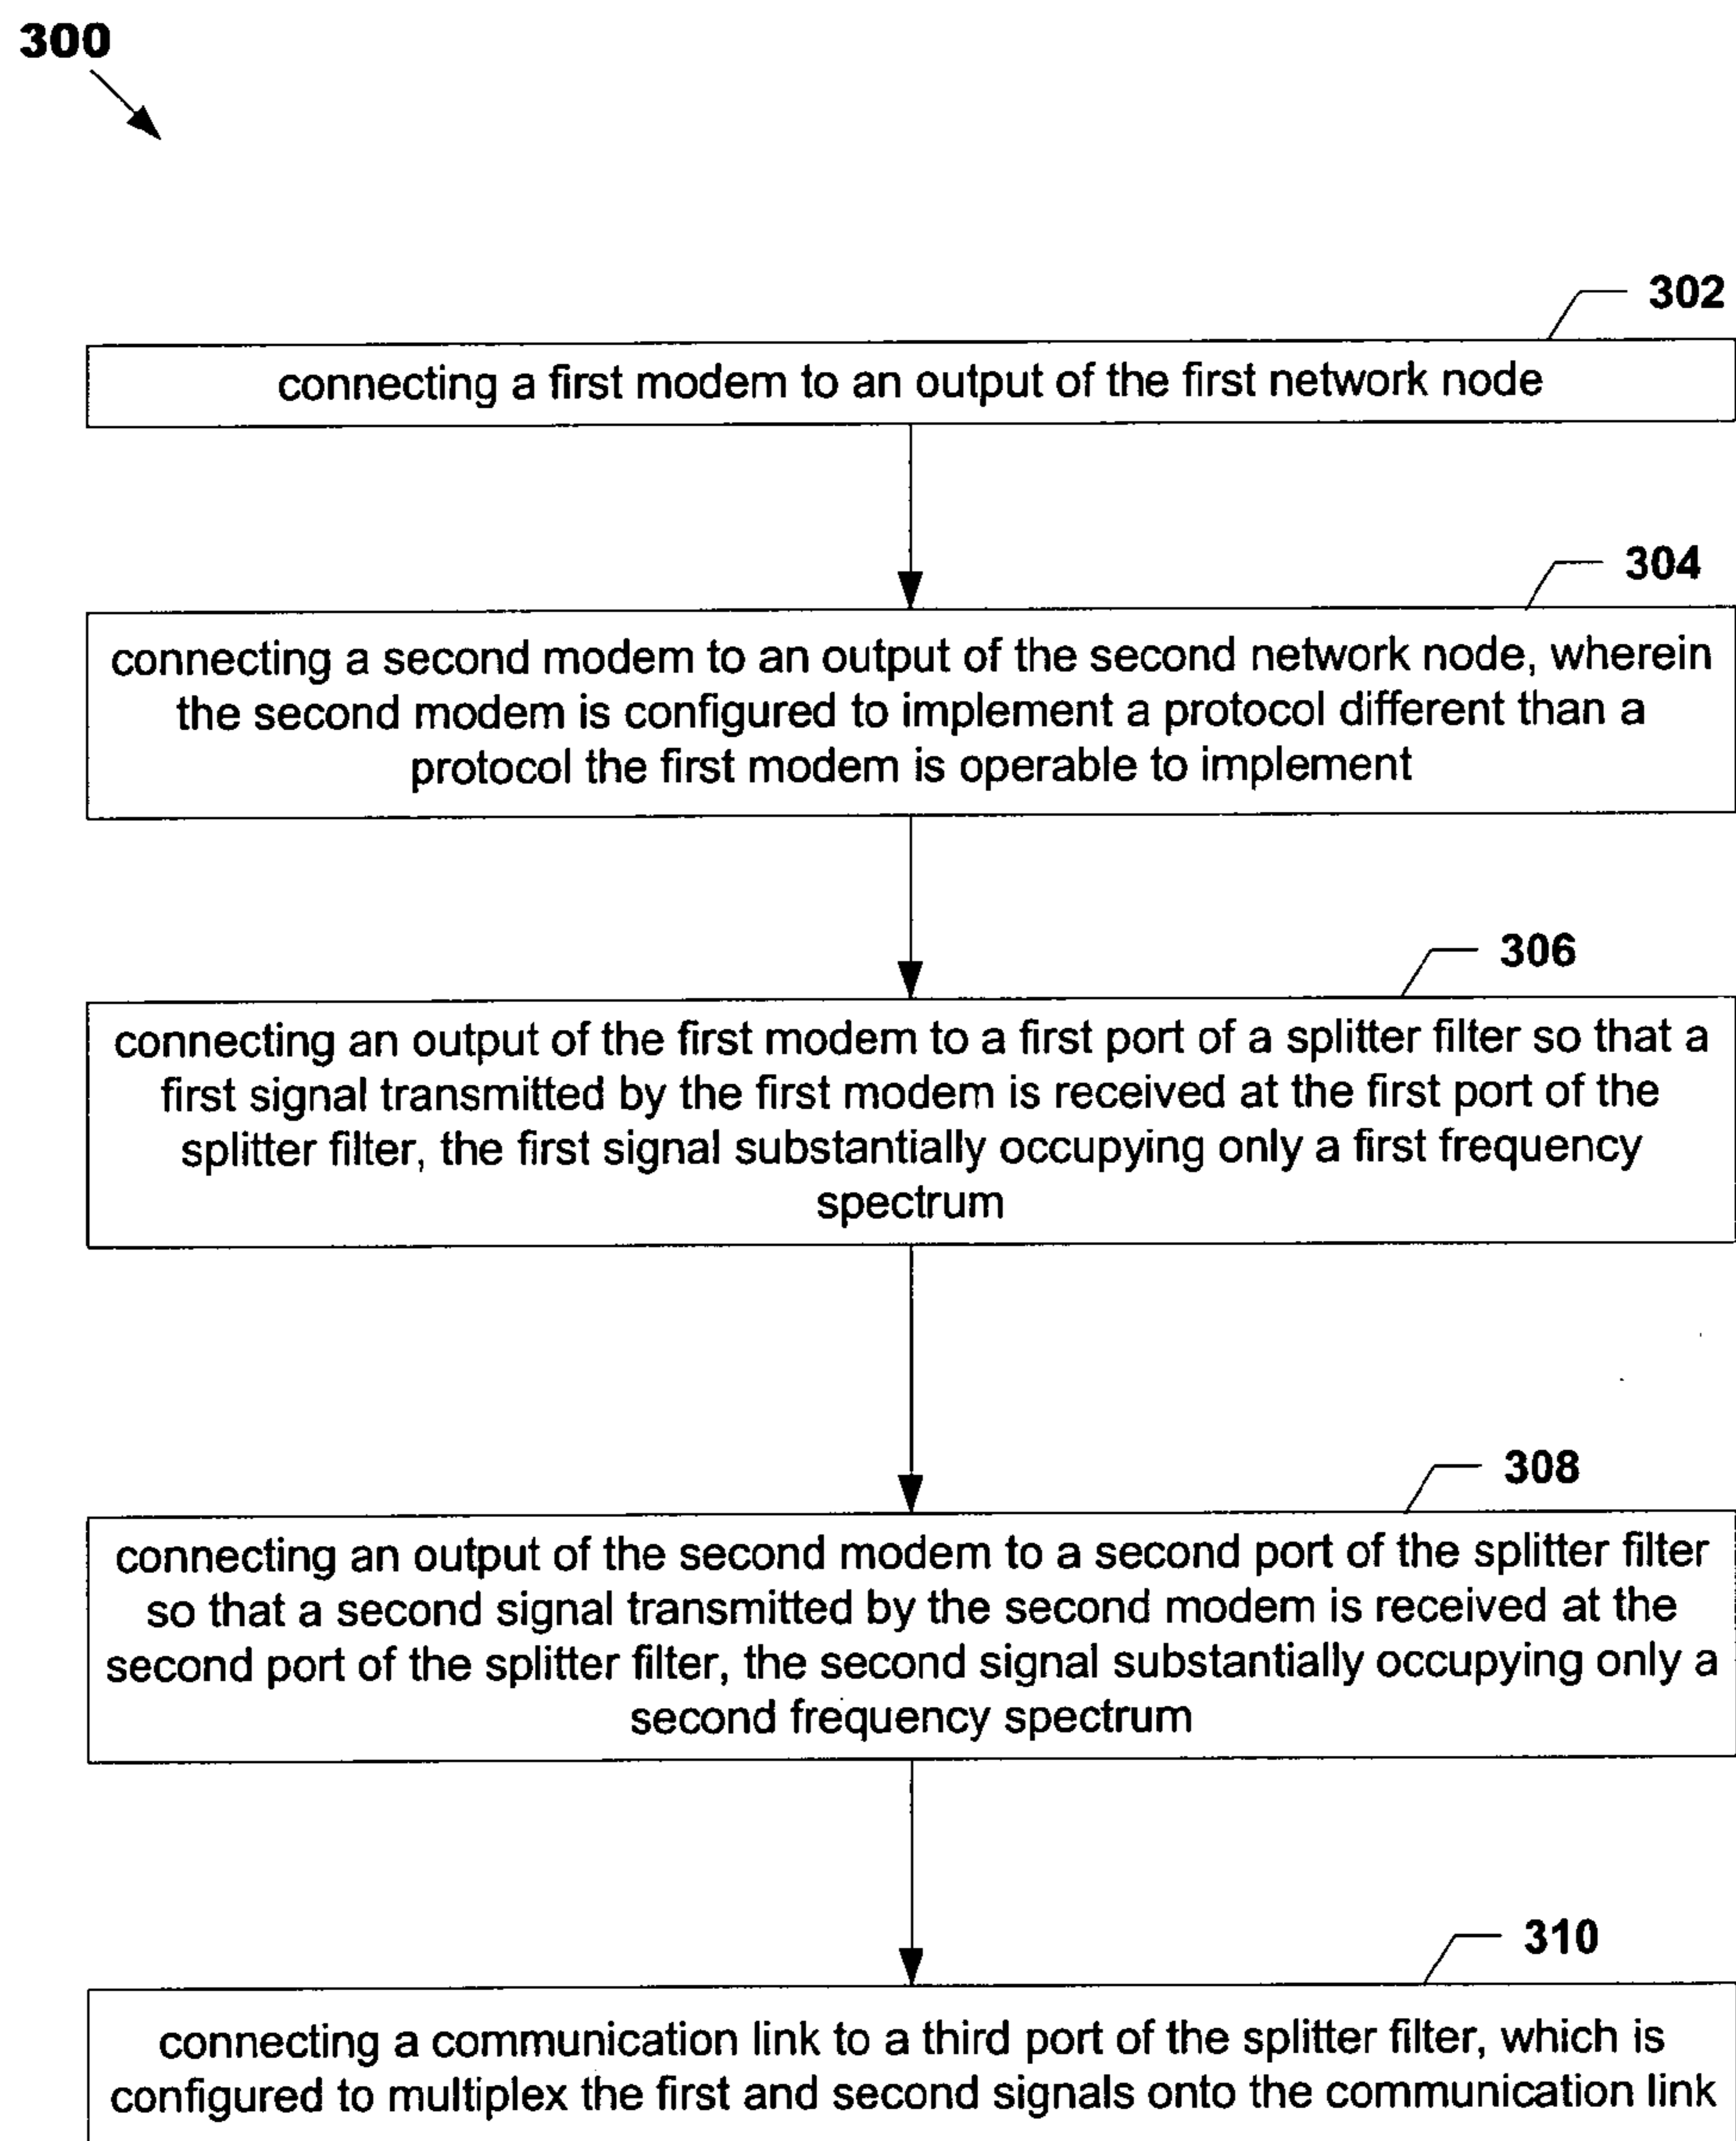 300
302
connecting a first modem to an output of the first network node
304
connecting a second modem to an output of the second network node, wherein
the second modem is configured to implement a protocol different than a
protocol the first modem is operable to implement
306
connecting an output of the first modem to a first port of a splitter filter so that a
first signal transmitted by the first modem is received at the first port of the
splitter filter, the first signal substantially occupying only a first frequency
spectrum
308
connecting an output of the second modem to a second port of the splitter filter
so that a second signal transmitted by the second modem is received at the
second port of the splitter filter, the second signal substantially occupying only a
second frequency spectrum
310
connecting a communication link to a third port of the splitter filter, which is
configured to multiplex the first and second signals onto the communication link